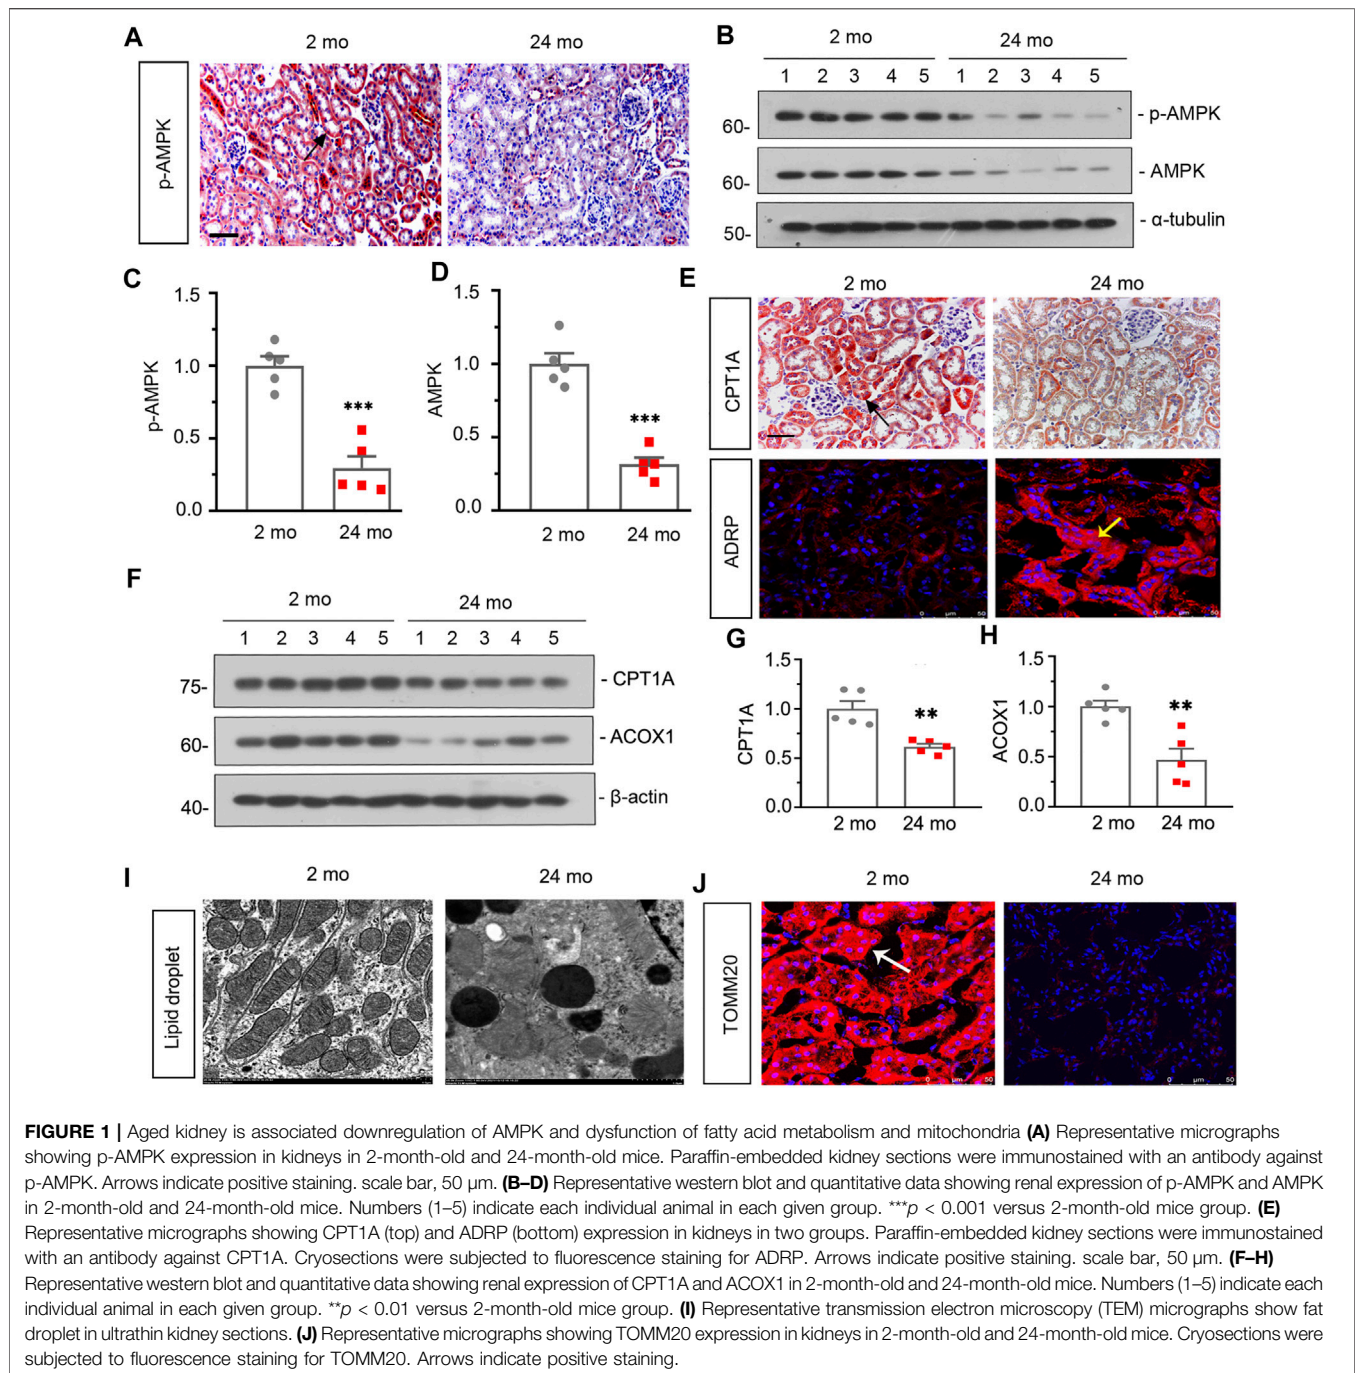 A
2 mo
24 mo
p-AMPK
B
2 mo
24 mo
1 2 3 4 5 1 2 3 4 5
60-
- p-AMPK
60-
- AMPK
50-
- α-tubulin
C
1.5
1.0
0.5
0.0
p-AMPK
***
2 mo
24 mo
D
1.5
1.0
0.5
0.0
AMPK
***
2 mo
24 mo
E
2 mo
24 mo
CPT1A
ADRP
0 µm 50
0 µm 50
F
2 mo
24 mo
1 2 3 4 5 1 2 3 4 5
75-
- CPT1A
60-
- ACOX1
40-
- β-actin
G
1.5
1.0
0.5
0.0
CPT1A
**
2 mo
24 mo
H
1.5
1.0
0.5
0.0
ACOX1
**
2 mo
24 mo
I
2 mo
24 mo
Lipid droplet
J
2 mo
24 mo
TOMM20
0 µm 50
0 µm 50
FIGURE 1 | Aged kidney is associated downregulation of AMPK and dysfunction of fatty acid metabolism and mitochondria (A) Representative micrographs
showing p-AMPK expression in kidneys in 2-month-old and 24-month-old mice. Paraffin-embedded kidney sections were immunostained with an antibody against
p-AMPK. Arrows indicate positive staining. scale bar, 50 µm. (B–D) Representative western blot and quantitative data showing renal expression of p-AMPK and AMPK
in 2-month-old and 24-month-old mice. Numbers (1–5) indicate each individual animal in each given group. ***p < 0.001 versus 2-month-old mice group. (E)
Representative micrographs showing CPT1A (top) and ADRP (bottom) expression in kidneys in two groups. Paraffin-embedded kidney sections were immunostained
with an antibody against CPT1A. Cryosections were subjected to fluorescence staining for ADRP. Arrows indicate positive staining. scale bar, 50 µm. (F–H)
Representative western blot and quantitative data showing renal expression of CPT1A and ACOX1 in 2-month-old and 24-month-old mice. Numbers (1–5) indicate each
individual animal in each given group. **p < 0.01 versus 2-month-old mice group. (I) Representative transmission electron microscopy (TEM) micrographs show fat
droplet in ultrathin kidney sections. (J) Representative micrographs showing TOMM20 expression in kidneys in 2-month-old and 24-month-old mice. Cryosections were
subjected to fluorescence staining for TOMM20. Arrows indicate positive staining.